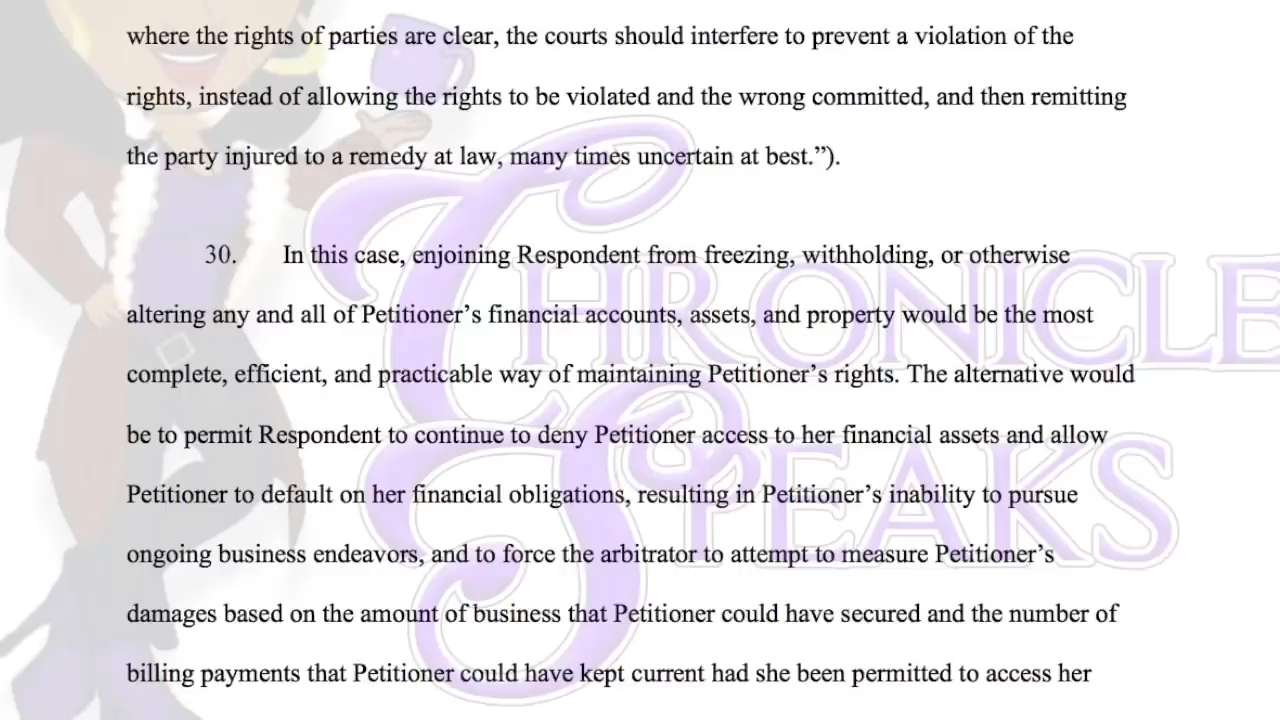 where the rights of parties are clear, the courts should interfere to prevent a violation of the
rights, instead of allowing the rights to be violated and the wrong committed, and then remitting
the party injured to a remedy at law, many times uncertain at best.”).
30. In this case, enjoining Respondent from freezing, withholding, or otherwise
altering any and all of Petitioner’s financial accounts, assets, and property would be the most
complete, efficient, and practicable way of maintaining Petitioner’s rights. The alternative would
be to permit Respondent to continue to deny Petitioner access to her financial assets and allow
Petitioner to default on her financial obligations, resulting in Petitioner’s inability to pursue
ongoing business endeavors, and to force the arbitrator to attempt to measure Petitioner’s
damages based on the amount of business that Petitioner could have secured and the number of
billing payments that Petitioner could have kept current had she been permitted to access her
CHRONICLE
SPEAKS